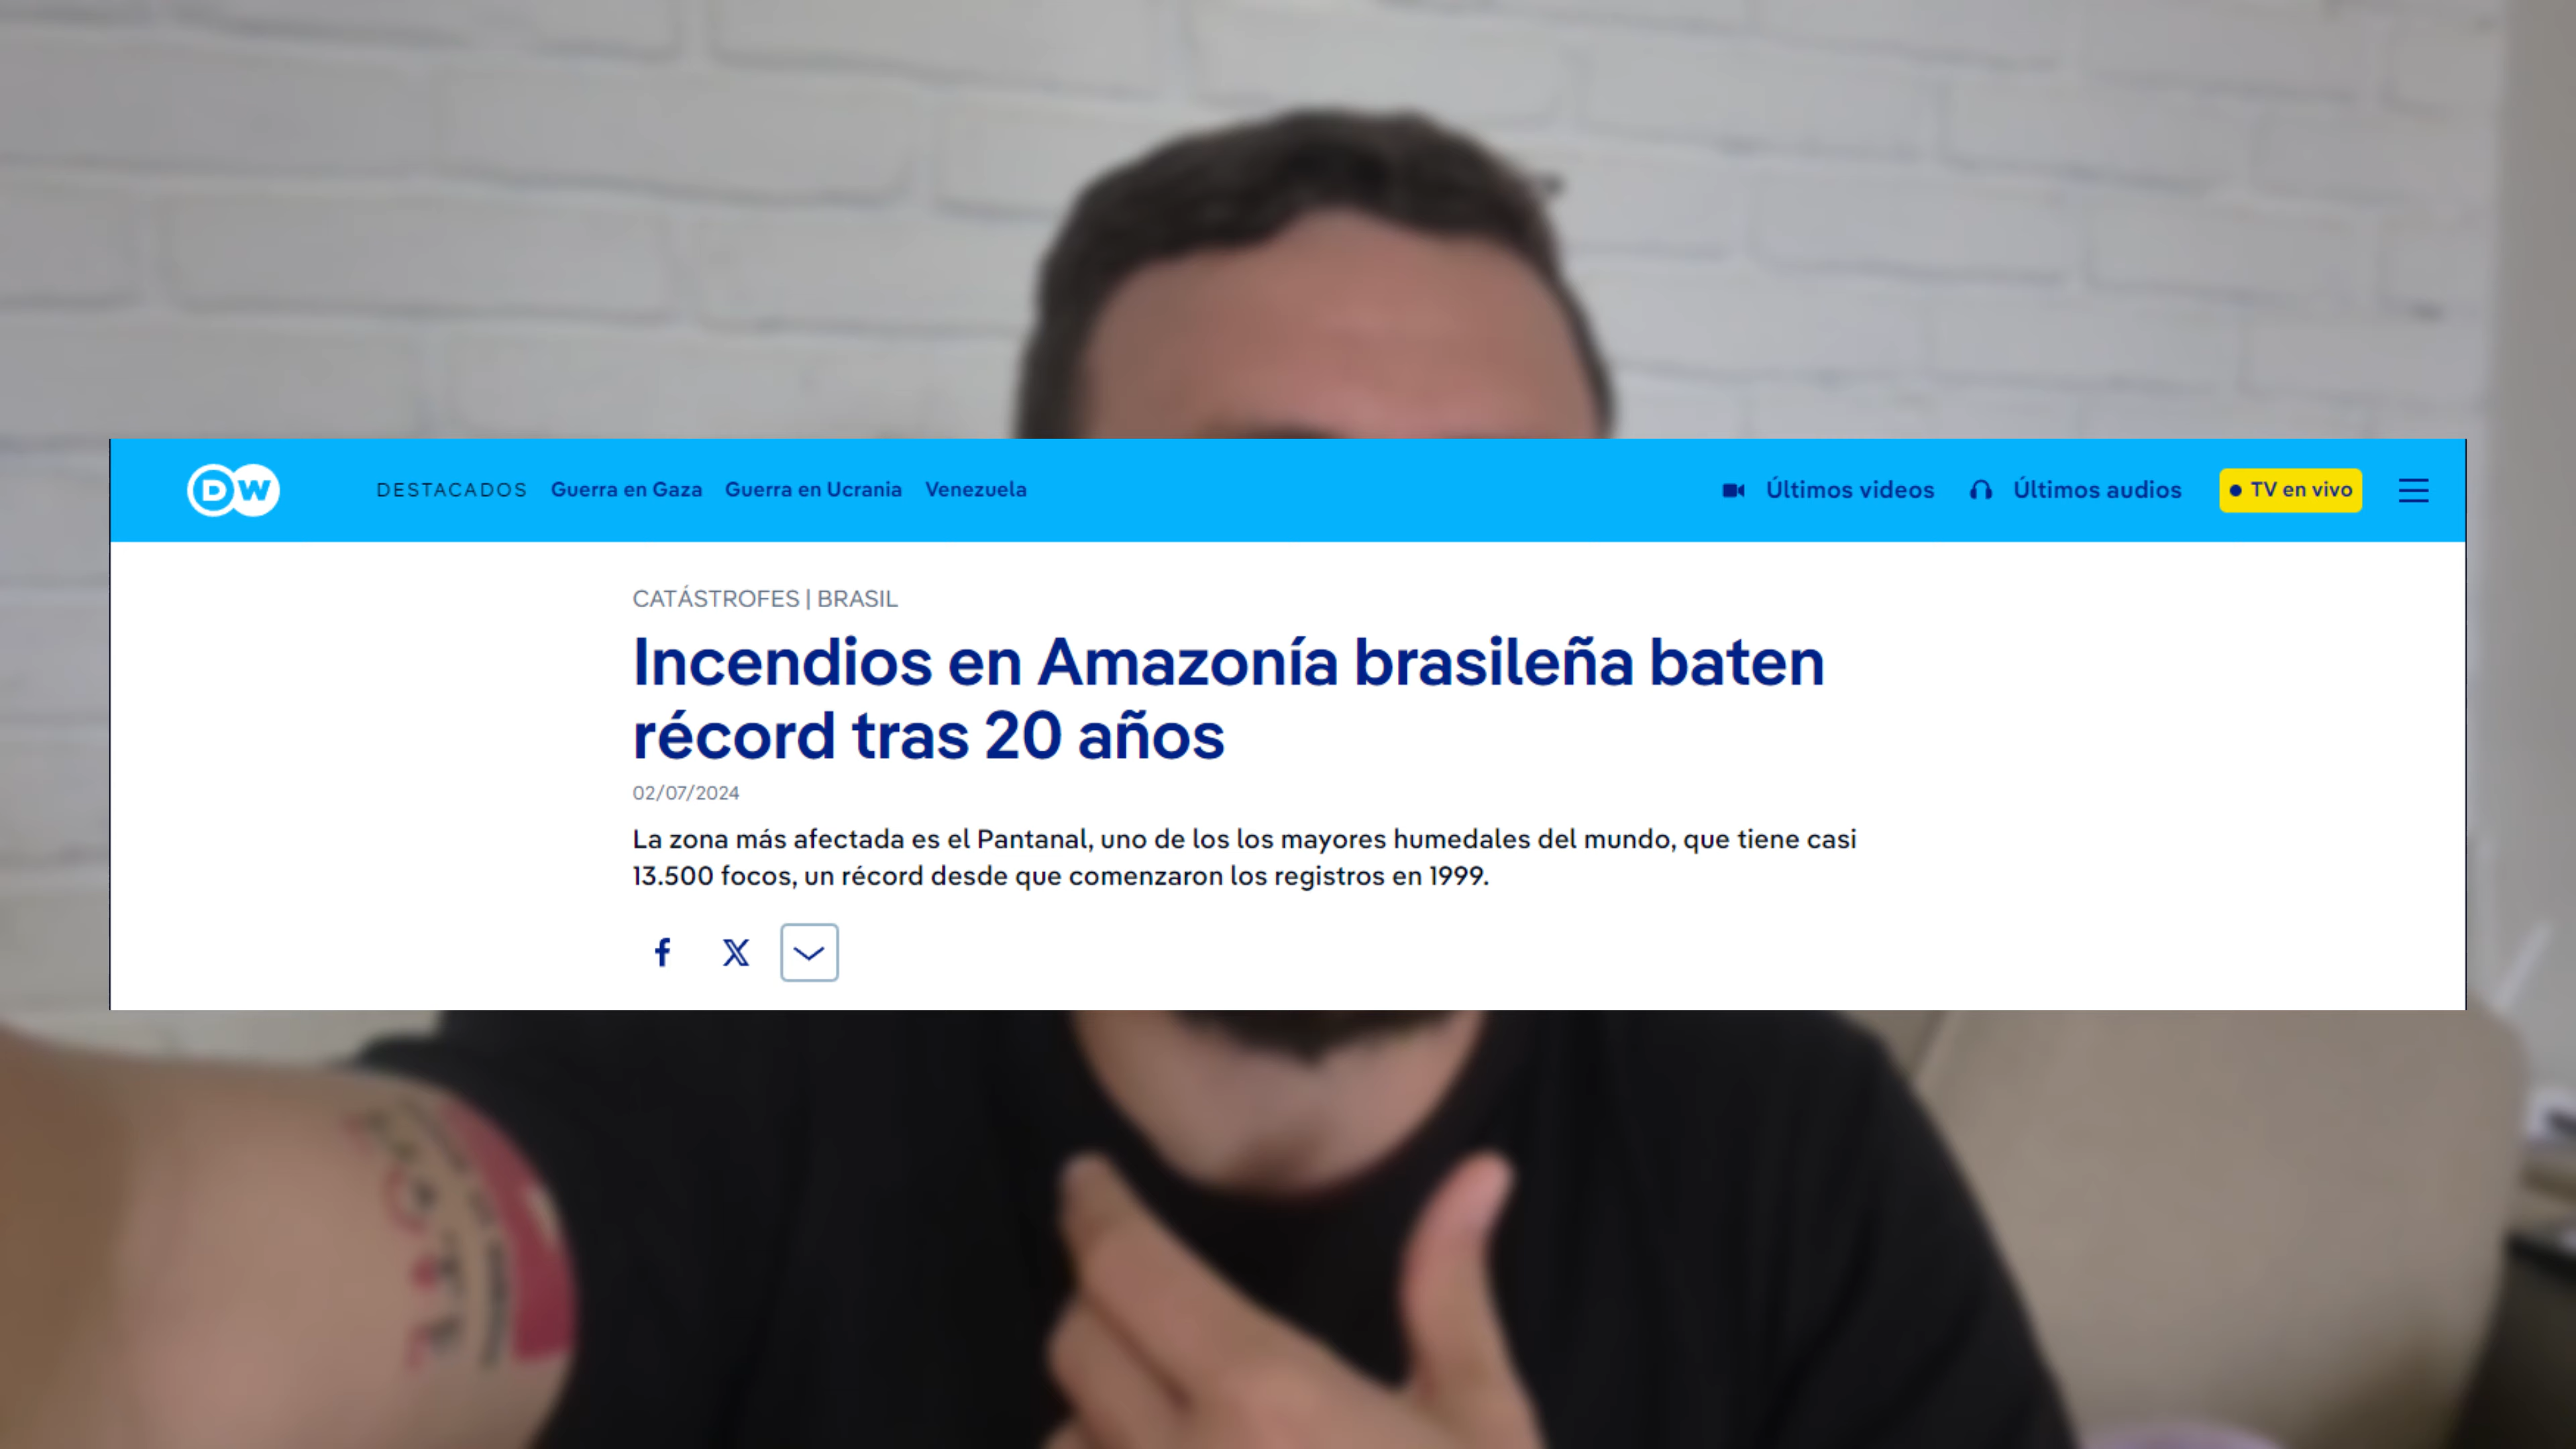 DW
DESTACADOS Guerra en Gaza Guerra en Ucrania Venezuela Últimos videos Últimos audios TV en vivo
CATÁSTROFES | BRASIL
Incendios en Amazonía brasileña baten
récord tras 20 años
02/07/2024
La zona más afectada es el Pantanal, uno de los los mayores humedales del mundo, que tiene casi
13.500 focos, un récord desde que comenzaron los registros en 1999.